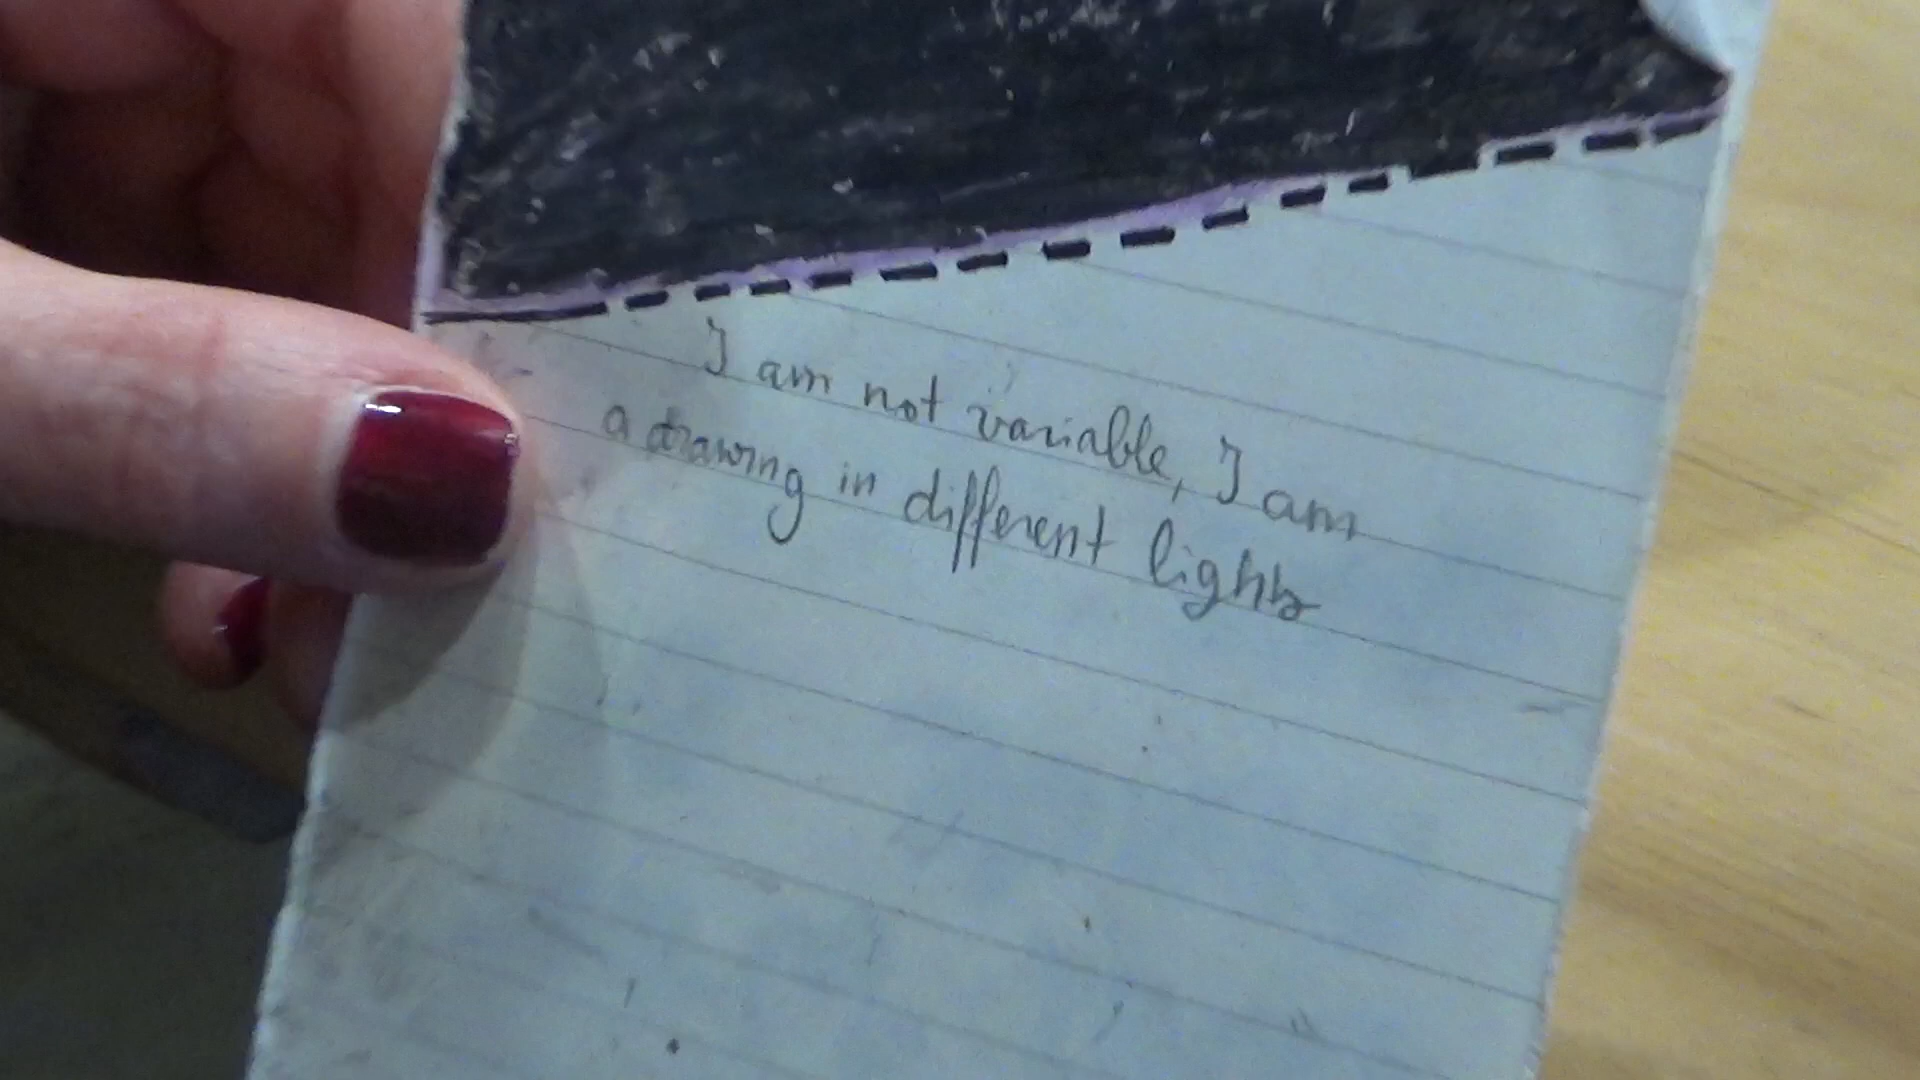 I am not variable, I am
a drawing in different lights